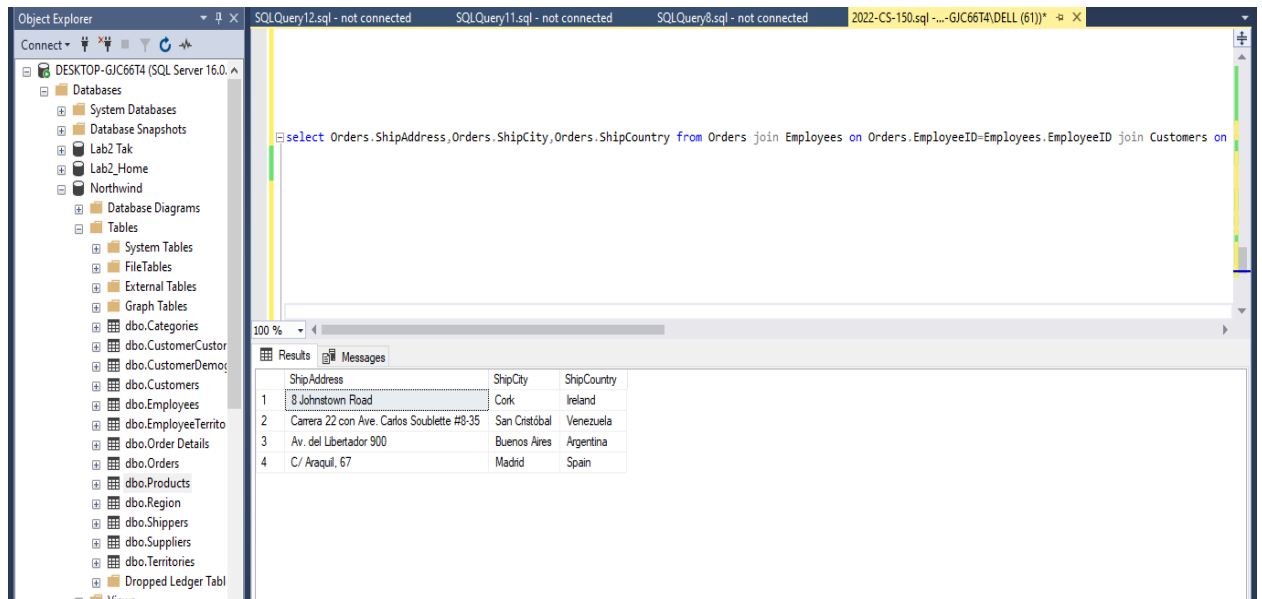 Object Explorer
SQLQuery12.sql - not connected
SQLQuery11.sql - not connected
SQLQuery8.sql - not connected
2022-CS-150.sql -...-GJC66T4\DELL (61))*
Connect
DESKTOP-GJC66T4 (SQL Server 16.0.
Databases
System Databases
Database Snapshots
Lab2 Tak
Lab2_Home
Northwind
Database Diagrams
Tables
System Tables
FileTables
External Tables
Graph Tables
dbo.Categories
dbo.CustomerCustor
dbo.CustomerDemog
dbo.Customers
dbo.Employees
dbo.EmployeeTerrito
dbo.Order Details
dbo.Orders
dbo.Products
dbo.Region
dbo.Shippers
dbo.Suppliers
dbo.Territories
Dropped Ledger Tabl
select Orders.ShipAddress,Orders.ShipCity,Orders.ShipCountry from Orders join Employees on Orders.EmployeeID=Employees.EmployeeID join Customers on
100 %
Results Messages
ShipAddress ShipCity ShipCountry
1 8 Johnstown Road Cork Ireland
2 Carrera 22 con Ave. Carlos Soublette #8-35 San Cristóbal Venezuela
3 Av. del Libertador 900 Buenos Aires Argentina
4 C/ Araquil, 67 Madrid Spain